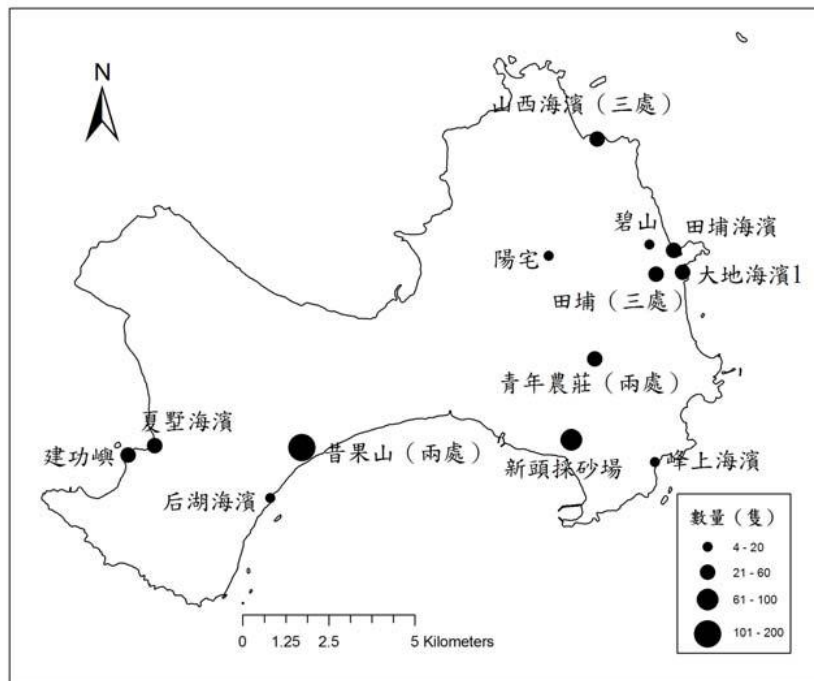 N
山西海濱（三處）
碧山
田埔海濱
陽宅
大地海濱1
田埔（三處）
青年農莊（兩處）
夏墅海濱
建功嶼
昔果山（兩處）
新頭採砂場
峰上海濱
后湖海濱
數量（隻）
4 - 20
21 - 60
61 - 100
101 - 200
0 1.25 2.5 5 Kilometers